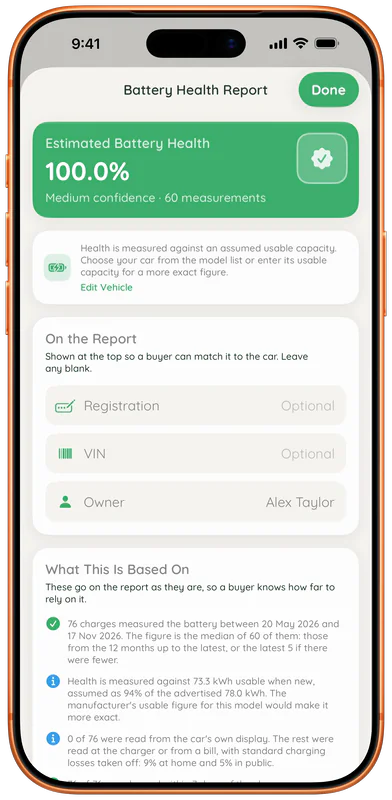 9:41
Battery Health Report
Done
Estimated Battery Health
100.0%
Medium confidence · 60 measurements
Health is measured against an assumed usable capacity.
Choose your car from the model list or enter its usable
capacity for a more exact figure.
Edit Vehicle
On the Report
Shown at the top so a buyer can match it to the car. Leave
any blank.
Registration
Optional
VIN
Optional
Owner
Alex Taylor
What This Is Based On
These go on the report as they are, so a buyer knows how far to
rely on it.
76 charges measured the battery between 20 May 2026 and
17 Nov 2026. The figure is the median of 60 of them: those
from the 12 months up to the latest, or the latest 5 if there
were fewer.
Health is measured against 73.3 kWh usable when new,
assumed as 94% of the advertised 78.0 kWh. The
manufacturer's usable figure for this model would make it
more exact.
0 of 76 were read from the car's own display. The rest were
read at the charger or from a bill, with standard charging
losses taken off: 9% at home and 5% in public.